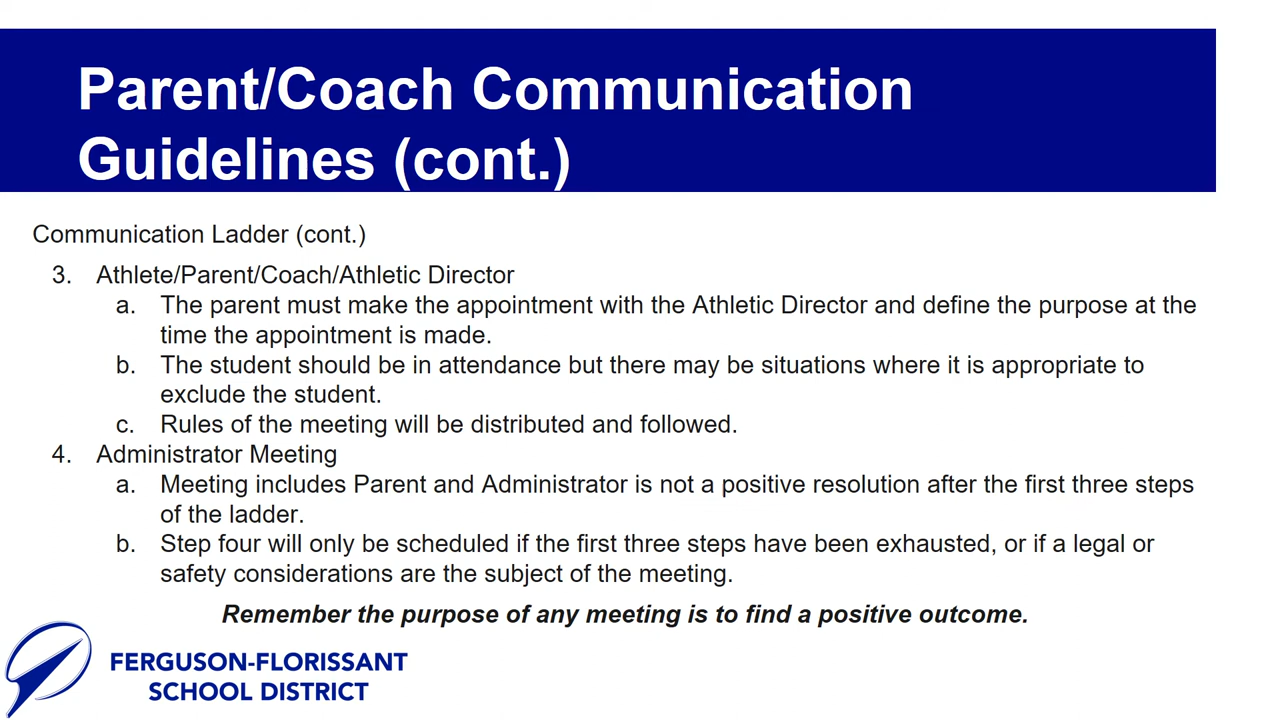 Parent/Coach Communication
Guidelines (cont.)
Communication Ladder (cont.)
3. Athlete/Parent/Coach/Athletic Director
a. The parent must make the appointment with the Athletic Director and define the purpose at the
time the appointment is made.
b. The student should be in attendance but there may be situations where it is appropriate to
exclude the student.
c. Rules of the meeting will be distributed and followed.
4. Administrator Meeting
a. Meeting includes Parent and Administrator is not a positive resolution after the first three steps
of the ladder.
b. Step four will only be scheduled if the first three steps have been exhausted, or if a legal or
safety considerations are the subject of the meeting.
Remember the purpose of any meeting is to find a positive outcome.
FERGUSON-FLORISSANT
SCHOOL DISTRICT